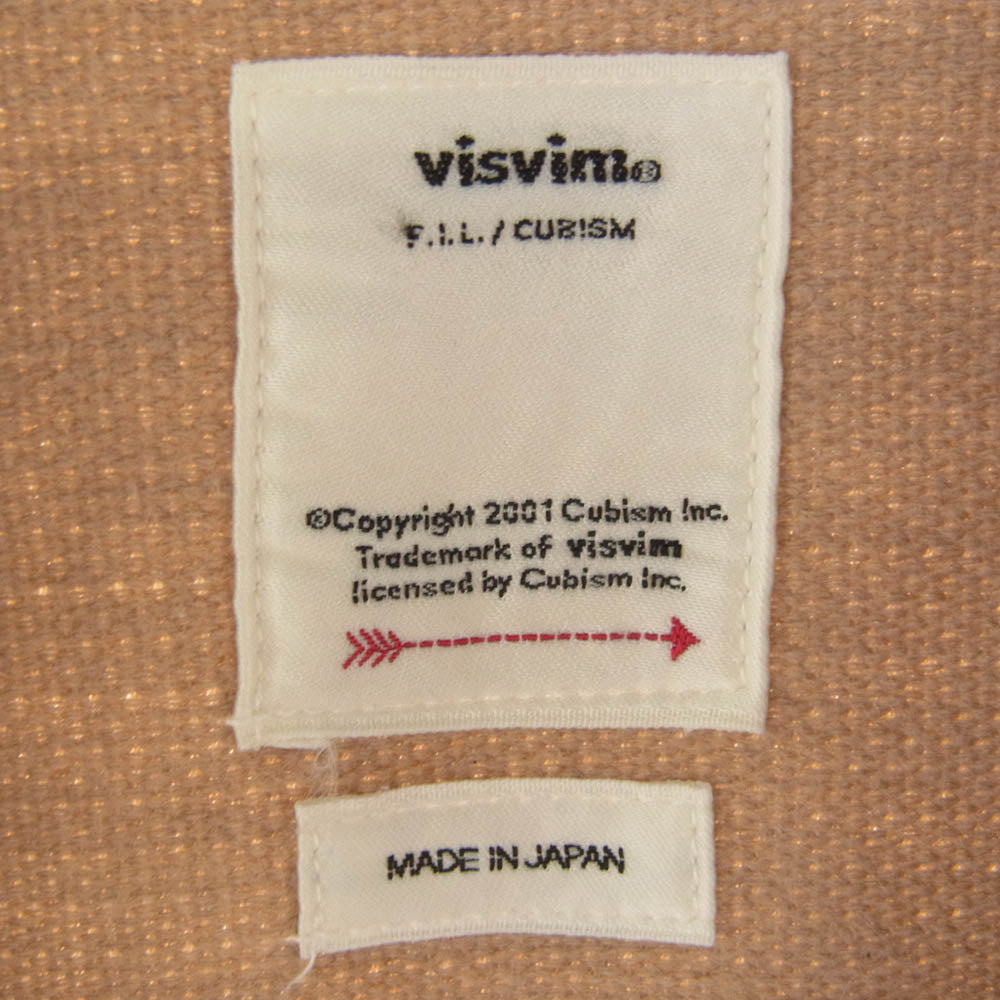 visvim®
F.I.L. / CUBISM
©Copyright 2001 Cubism Inc.
Trademark of visvim
licensed by Cubism Inc.
MADE IN JAPAN